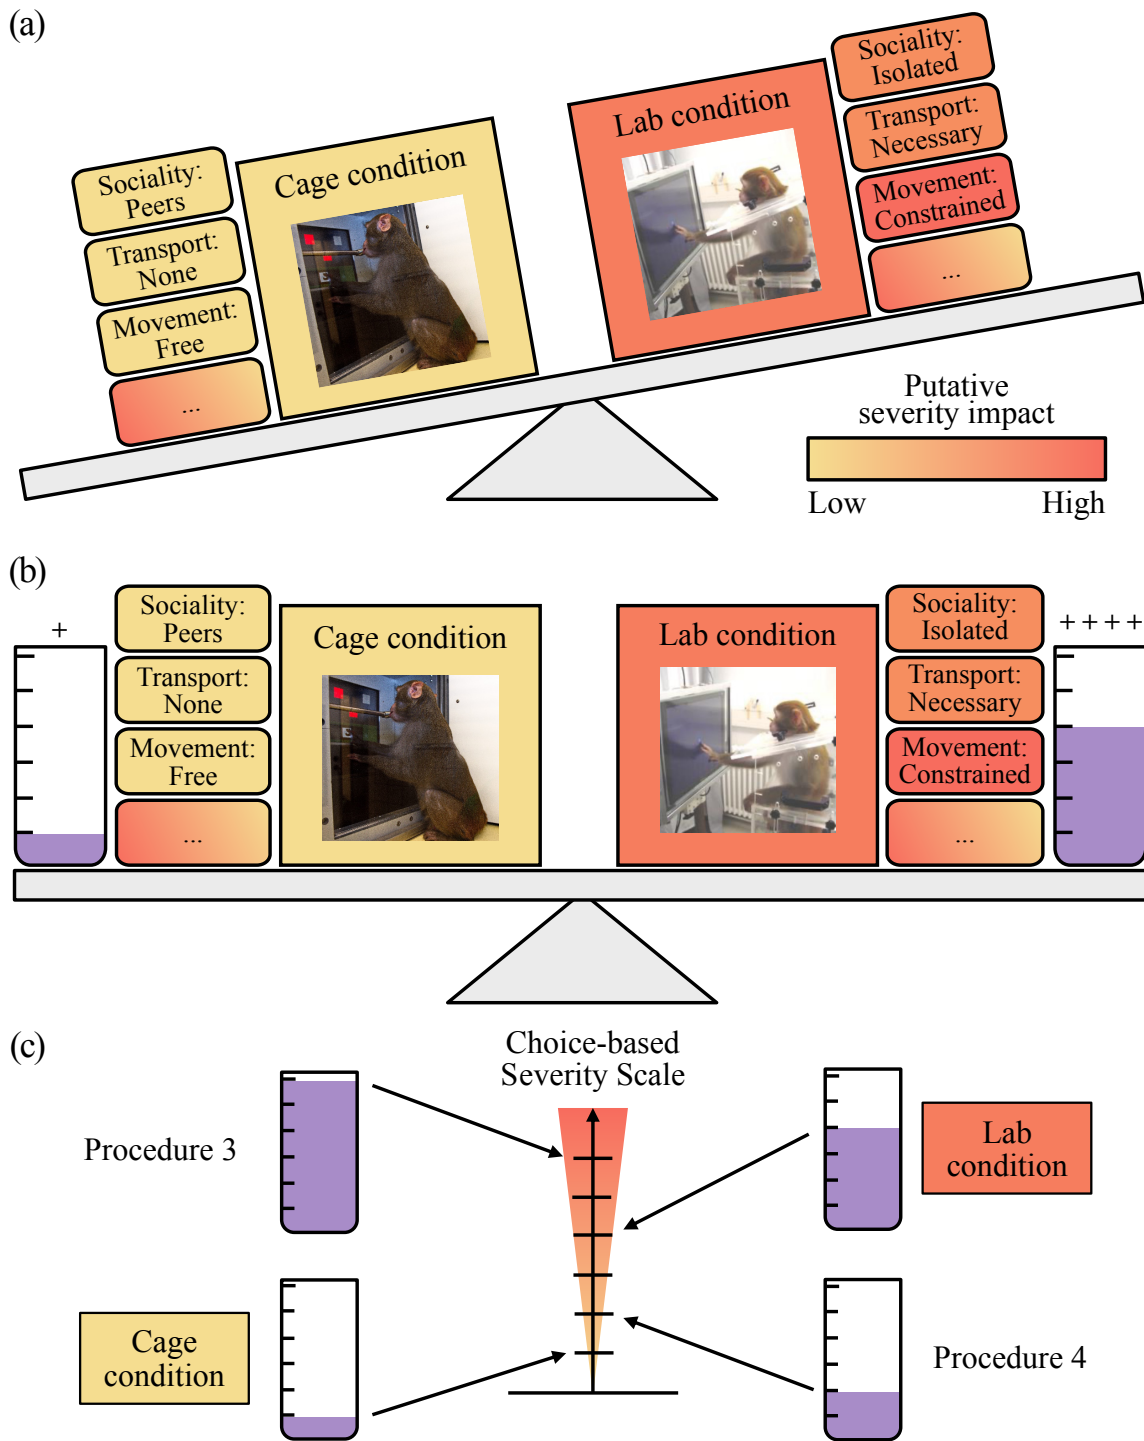 (a)
Sociality:
Peers
Transport:
None
Movement:
Free
...
Cage condition
Lab condition
Sociality:
Isolated
Transport:
Necessary
Movement:
Constrained
...
Putative
severity impact
Low
High
(b)
+
Sociality:
Peers
Transport:
None
Movement:
Free
...
Cage condition
Lab condition
Sociality:
Isolated
Transport:
Necessary
Movement:
Constrained
...
++++
(c)
Choice-based
Severity Scale
Procedure 3
Lab
condition
Cage
condition
Procedure 4